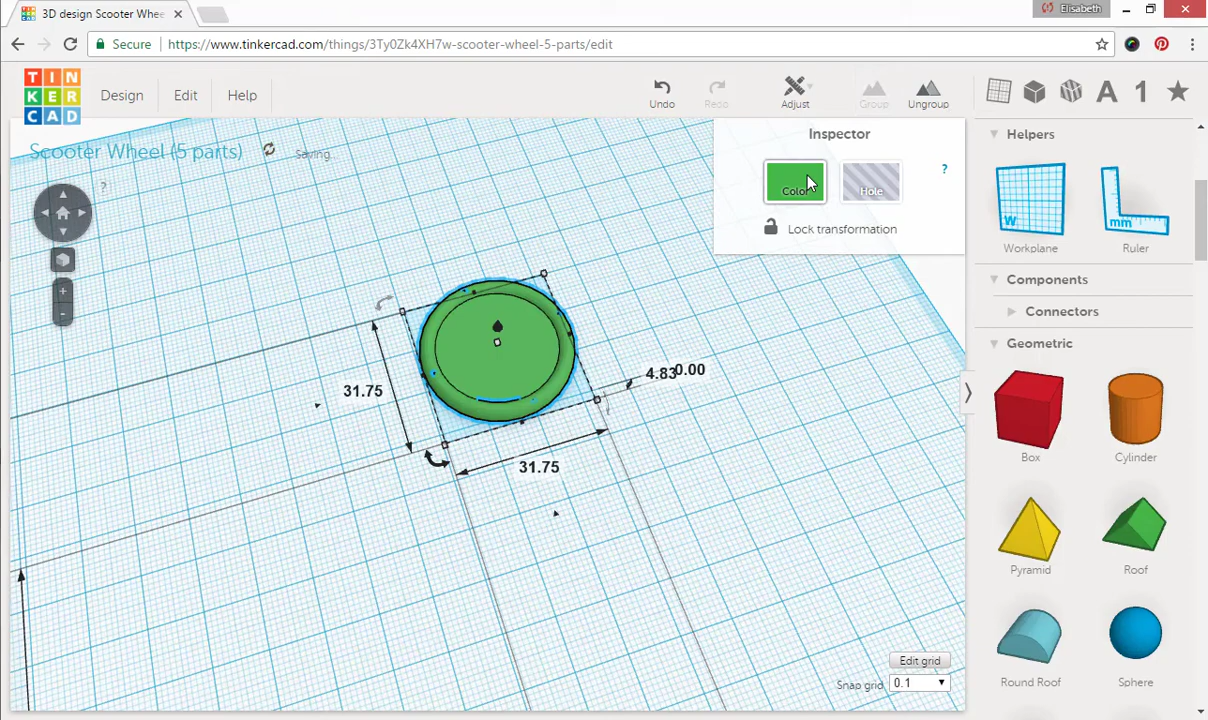 3D design Scooter Whee
Elisabeth
Secure
https://www.tinkercad.com/things/3Ty0Zk4XH7w-scooter-wheel-5-parts/edit
TIN
KER
CAD
Design
Edit
Help
Undo
Redo
Adjust
Group
Ungroup
A
1
Scooter Wheel (5 parts)
Saving...
?
Inspector
Color
Hole
?
Lock transformation
Helpers
W
Workplane
mm
Ruler
Components
Connectors
Geometric
Box
Cylinder
Pyramid
Roof
Round Roof
Sphere
+
-
31.75
4.83
0.00
31.75
Edit grid
Snap grid
0.1